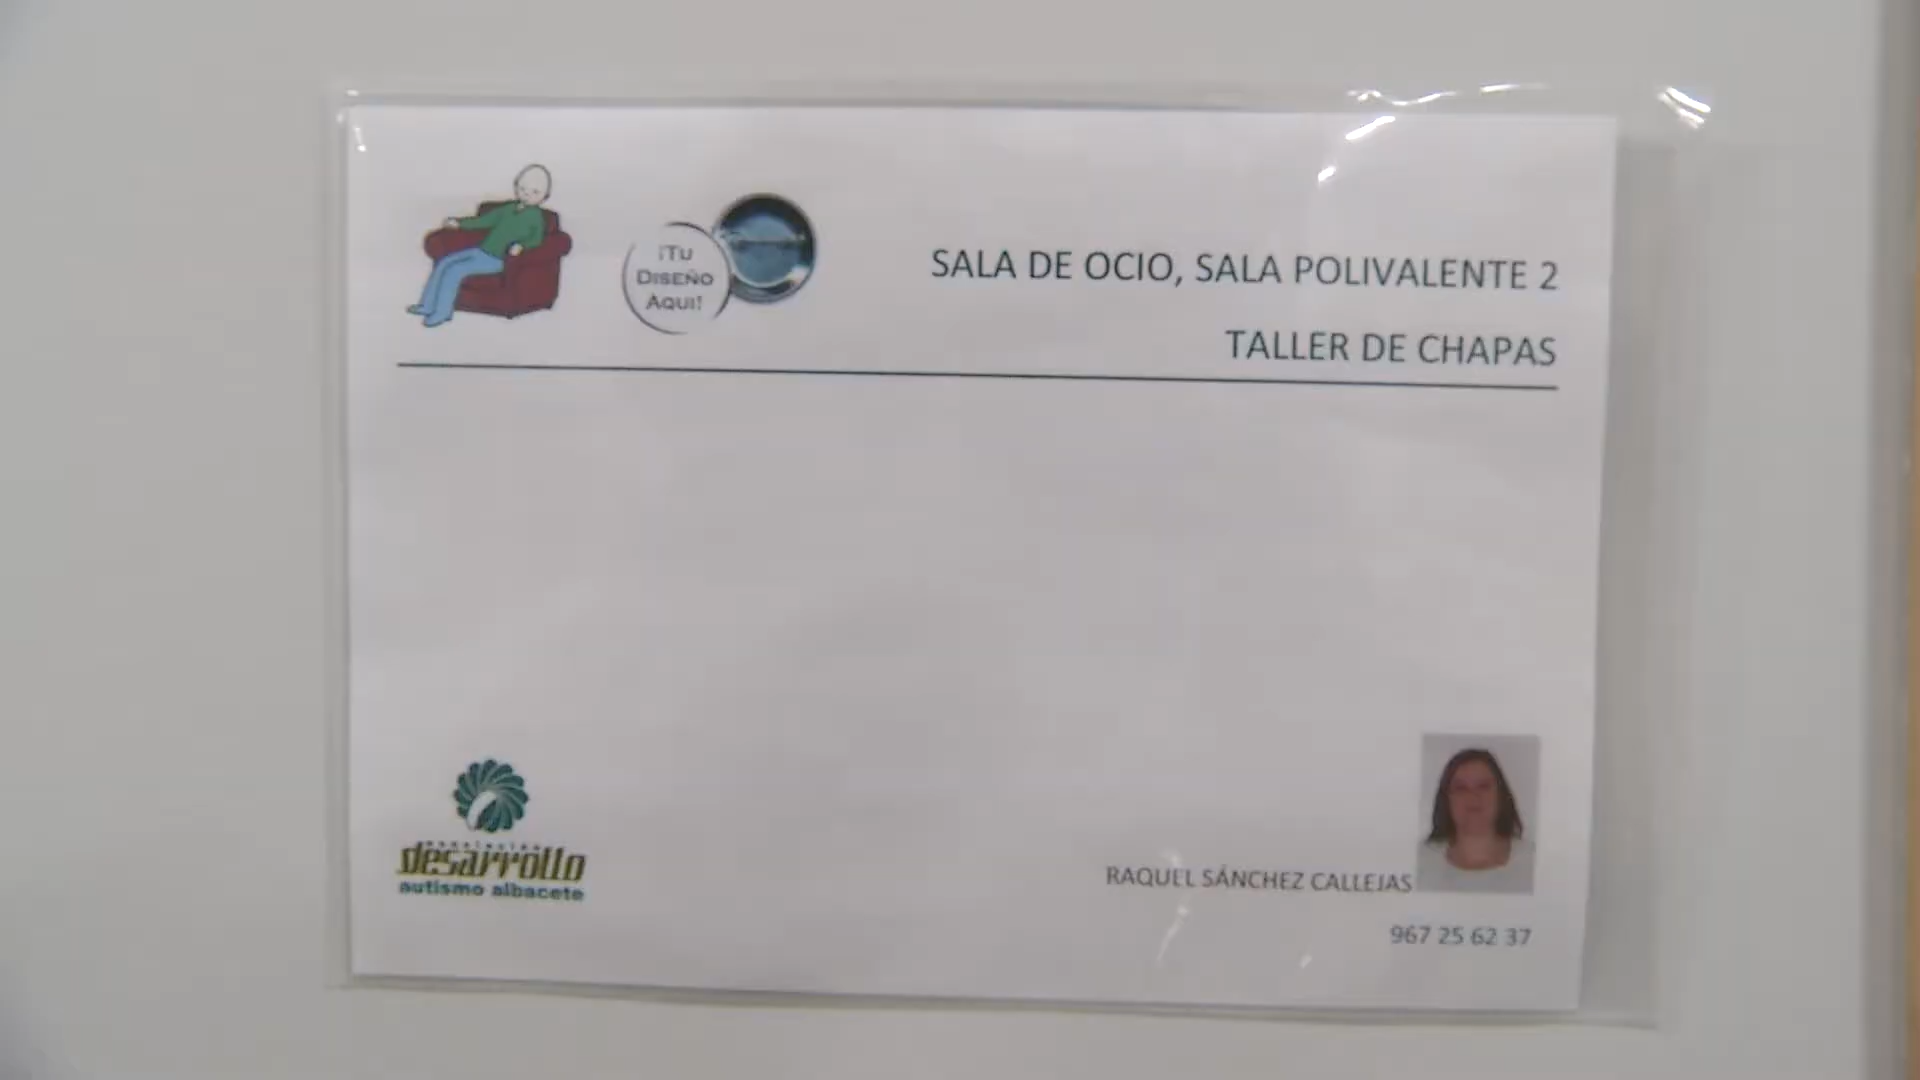 ¡TU
DISEÑO
AQUI!
SALA DE OCIO, SALA POLIVALENTE 2
TALLER DE CHAPAS
desarrollo
autismo albacete
RAQUEL SÁNCHEZ CALLEJAS
967 25 62 37